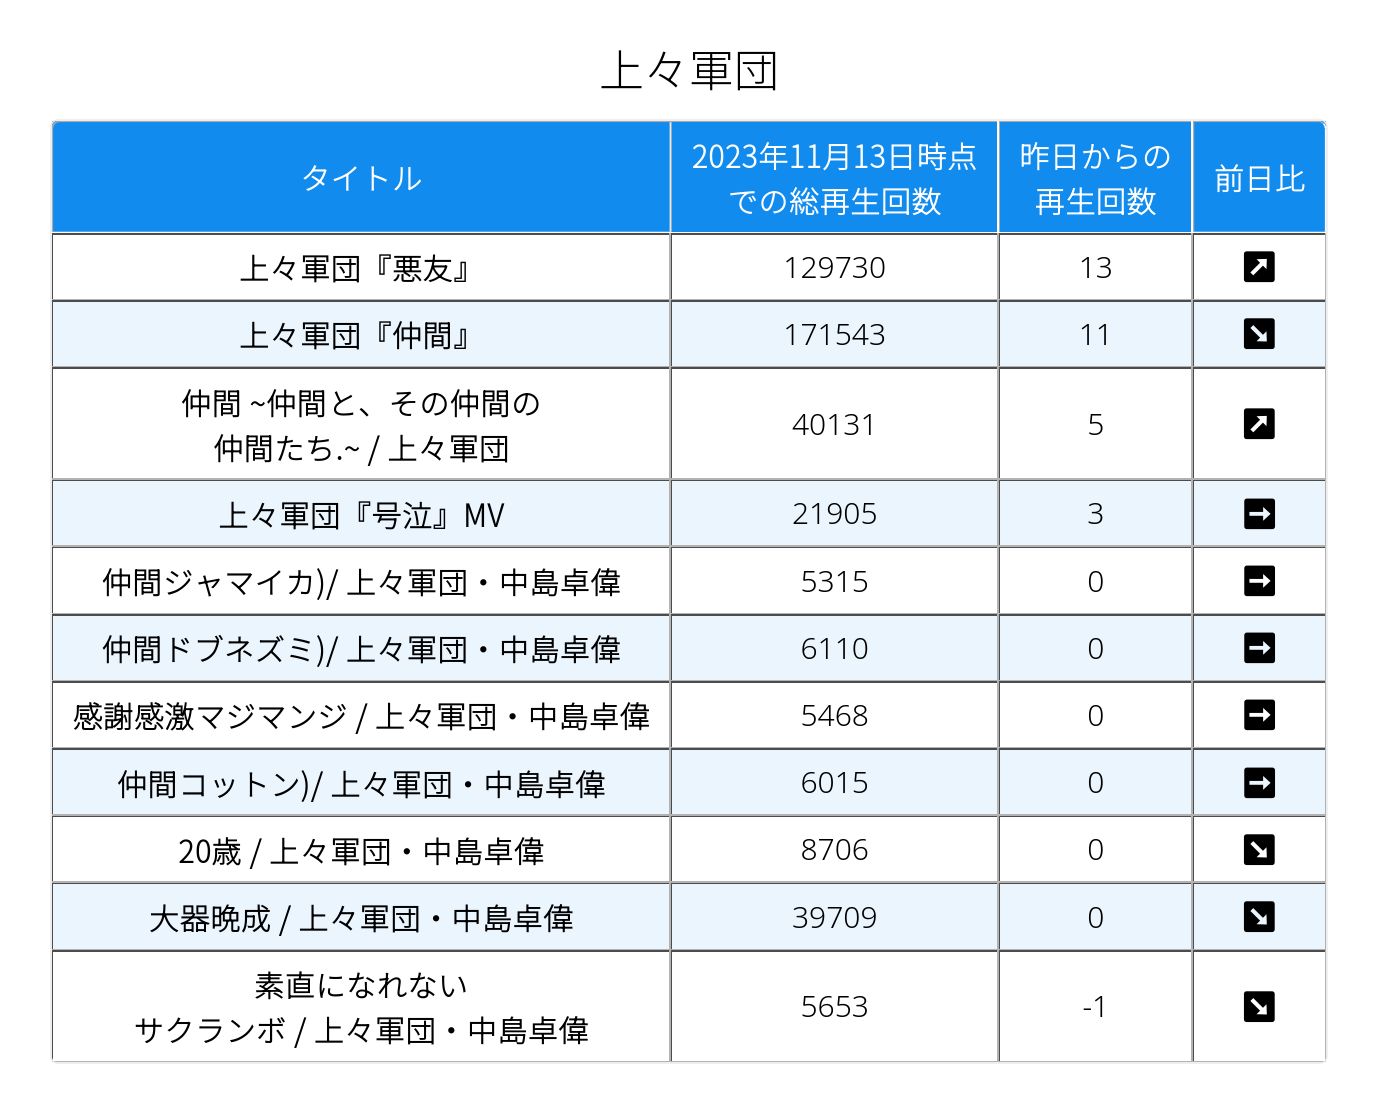 上々軍団
タイトル
2023年11月13日時点
での総再生回数
昨日からの
再生回数
前日比
上々軍団『悪友』
129730
13
上々軍団『仲間』
171543
11
仲間 ~仲間と、その仲間の
仲間たち.~ / 上々軍団
40131
5
上々軍団『号泣』MV
21905
3
仲間ジャマイカ)/ 上々軍団・中島卓偉
5315
0
仲間ドブネズミ)/ 上々軍団・中島卓偉
6110
0
感謝感激マジマンジ / 上々軍団・中島卓偉
5468
0
仲間コットン)/ 上々軍団・中島卓偉
6015
0
20歳 / 上々軍団・中島卓偉
8706
0
大器晩成 / 上々軍団・中島卓偉
39709
0
素直になれない
サクランボ / 上々軍団・中島卓偉
5653
-1